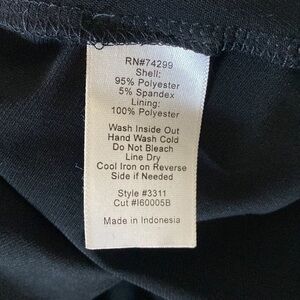 RN#74299
Shell:
95% Polyester
5% Spandex
Lining:
100% Polyester
Wash Inside Out
Hand Wash Cold
Do Not Bleach
Line Dry
Cool Iron on Reverse
Side if Needed
Style #3311
Cut #I60005B
Made in Indonesia